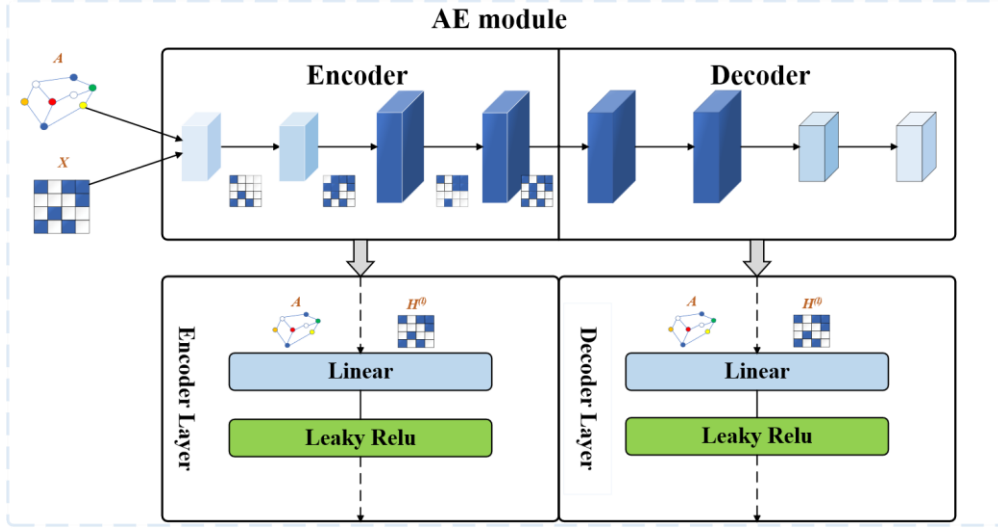 AE module
A
X
Encoder
Decoder
Encoder Layer
A
H(l)
Linear
Leaky Relu
Decoder Layer
A
H(l)
Linear
Leaky Relu